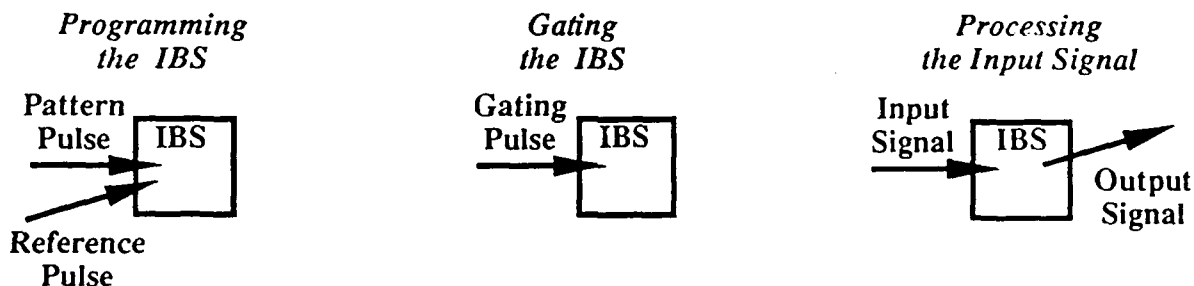 Programming
the IBS
Pattern
Pulse
IBS
Reference
Pulse
Gating
the IBS
Gating
Pulse
IBS
Processing
the Input Signal
Input
Signal
IBS
Output
Signal